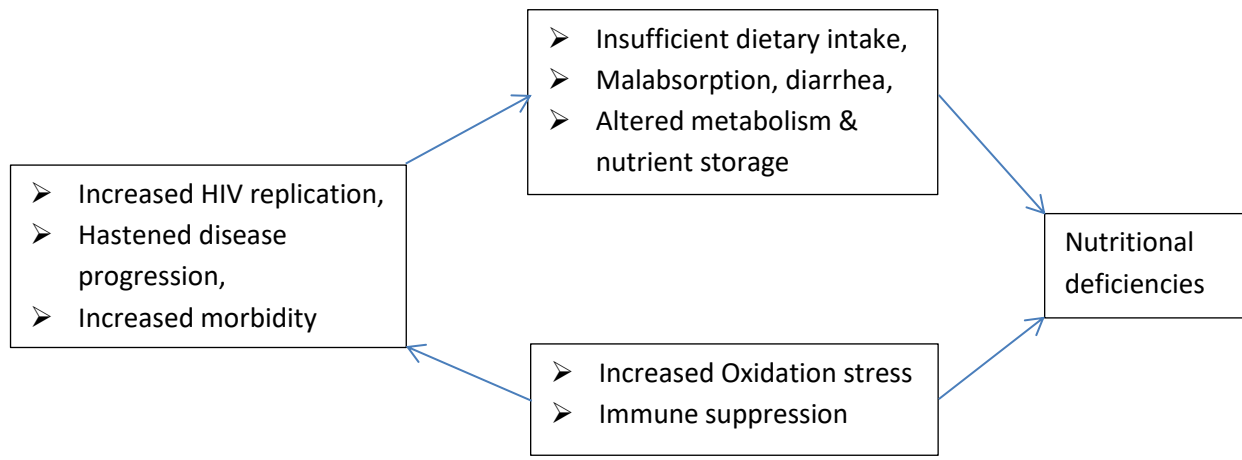 ➢ Insufficient dietary intake,
➢ Malabsorption, diarrhea,
➢ Altered metabolism &
nutrient storage
➢ Increased HIV replication,
➢ Hastened disease
progression,
➢ Increased morbidity
Nutritional
deficiencies
➢ Increased Oxidation stress
➢ Immune suppression